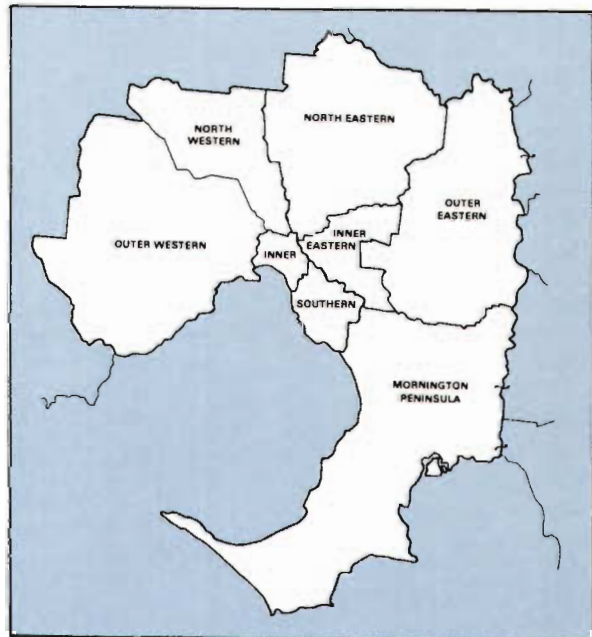 NORTH
WESTERN
NORTH EASTERN
OUTER
EASTERN
OUTER WESTERN
INNER
EASTERN
INNER
SOUTHERN
MORNINGTON
PENINSULA